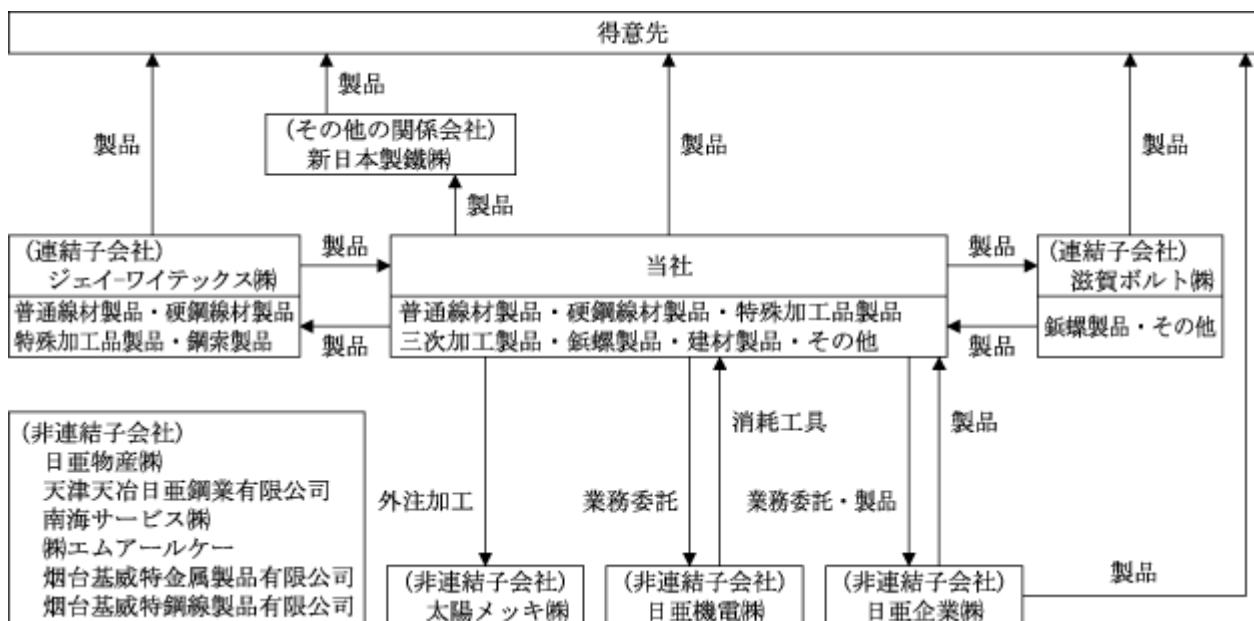 得意先
製品
製品
製品
製品
(その他の関係会社)
新日本製鐵㈱
製品
(連結子会社)
ジェイ-ワイテックス㈱
普通線材製品・硬鋼線材製品
特殊加工品製品・鋼索製品
製品
製品
当社
普通線材製品・硬鋼線材製品・特殊加工品製品
三次加工製品・鋲螺製品・建材製品・その他
製品
製品
(連結子会社)
滋賀ボルト㈱
鋲螺製品・その他
(非連結子会社)
日亜物産㈱
天津天冶日亜鋼業有限公司
南海サービス㈱
㈱エムアールケー
烟台基威特金属製品有限公司
烟台基威特鋼線製品有限公司
外注加工
業務委託
消耗工具
業務委託・製品
製品
製品
(非連結子会社)
太陽メッキ㈱
(非連結子会社)
日亜機電㈱
(非連結子会社)
日亜企業㈱